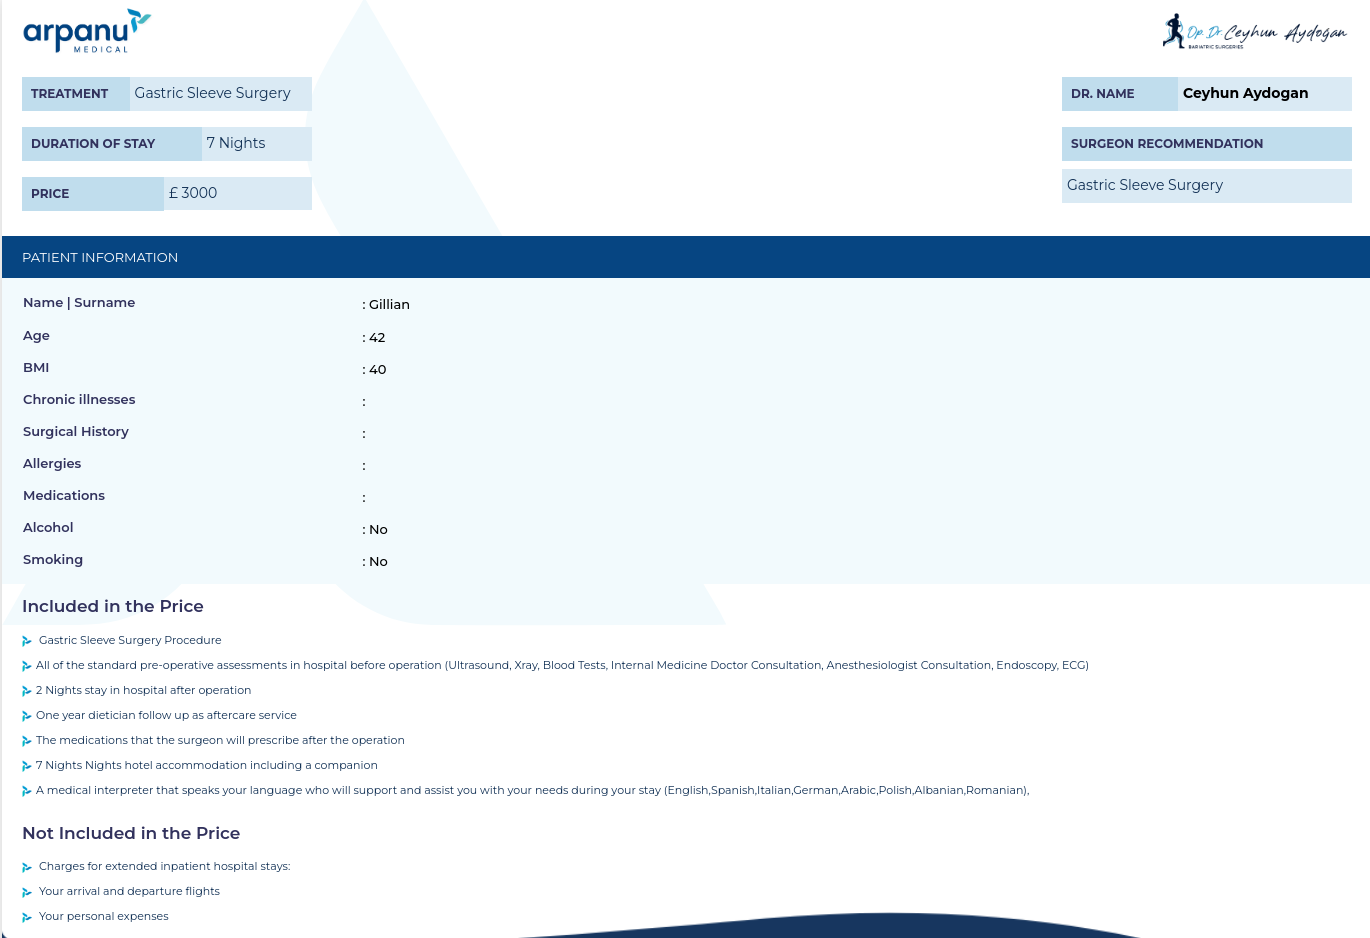 arpanu
MEDICAL
Op. Dr. Ceyhun Aydogan
BARIATRIC SURGERIES
TREATMENT Gastric Sleeve Surgery
DURATION OF STAY 7 Nights
PRICE £ 3000
DR. NAME Ceyhun Aydogan
SURGEON RECOMMENDATION
Gastric Sleeve Surgery
PATIENT INFORMATION
Name | Surname : Gillian
Age : 42
BMI : 40
Chronic illnesses :
Surgical History :
Allergies :
Medications :
Alcohol : No
Smoking : No
Included in the Price
Gastric Sleeve Surgery Procedure
All of the standard pre-operative assessments in hospital before operation (Ultrasound, Xray, Blood Tests, Internal Medicine Doctor Consultation, Anesthesiologist Consultation, Endoscopy, ECG)
2 Nights stay in hospital after operation
One year dietician follow up as aftercare service
The medications that the surgeon will prescribe after the operation
7 Nights Nights hotel accommodation including a companion
A medical interpreter that speaks your language who will support and assist you with your needs during your stay (English,Spanish,Italian,German,Arabic,Polish,Albanian,Romanian),
Not Included in the Price
Charges for extended inpatient hospital stays:
Your arrival and departure flights
Your personal expenses